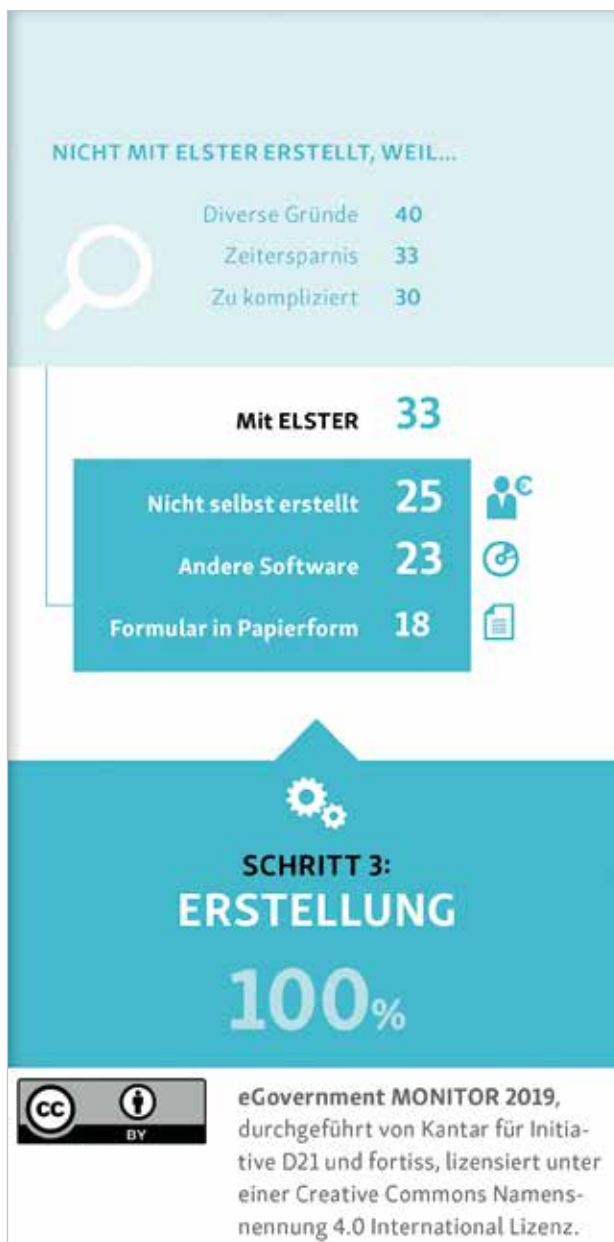 NICHT MIT ELSTER ERSTELLT, WEIL...
Diverse Gründe 40
Zeitersparnis 33
Zu kompliziert 30
Mit ELSTER 33
Nicht selbst erstellt 25
€
Andere Software 23
Formular in Papierform 18
SCHRITT 3:
ERSTELLUNG
100%
cc
BY
eGovernment MONITOR 2019,
durchgeführt von Kantar für Initia-
tive D21 und fortiss, lizensiert unter
einer Creative Commons Namens-
nennung 4.0 International Lizenz.